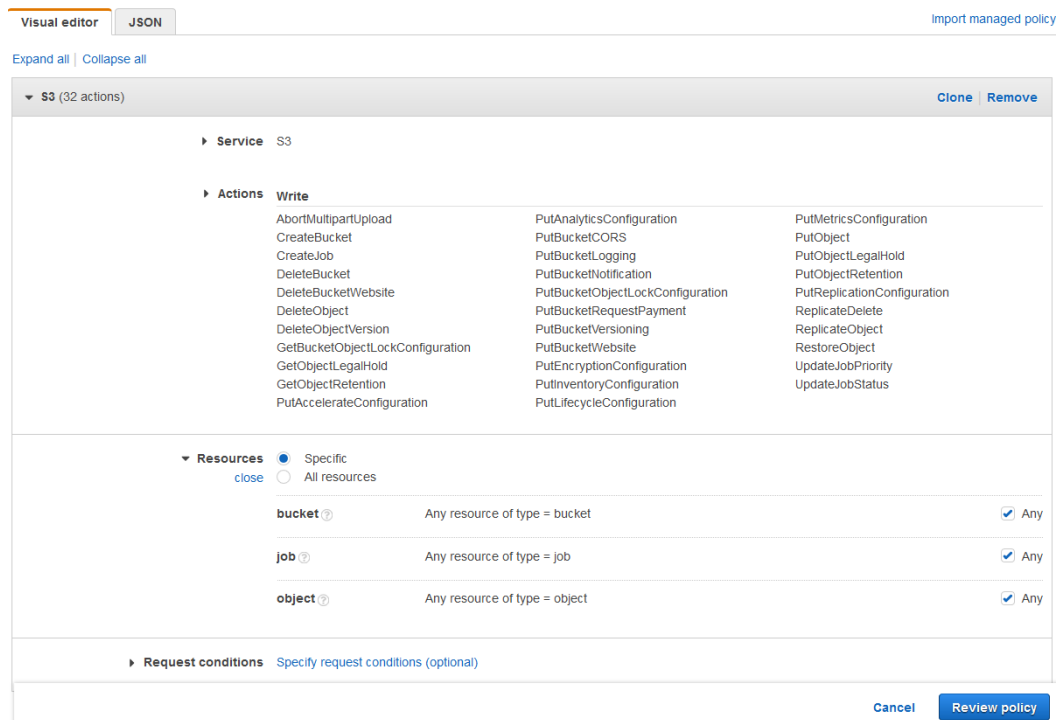 Visual editor JSON Import managed policy
Expand all Collapse all
S3 (32 actions) Clone Remove
Service S3
Actions Write
AbortMultipartUpload PutAnalyticsConfiguration PutMetricsConfiguration
CreateBucket PutBucketCORS PutObject
CreateJob PutBucketLogging PutObjectLegalHold
DeleteBucket PutBucketNotification PutObjectRetention
DeleteBucketWebsite PutBucketObjectLockConfiguration PutReplicationConfiguration
DeleteObject PutBucketRequestPayment ReplicateDelete
DeleteObjectVersion PutBucketVersioning ReplicateObject
GetBucketObjectLockConfiguration PutBucketWebsite RestoreObject
GetObjectLegalHold PutEncryptionConfiguration UpdateJobPriority
GetObjectRetention PutInventoryConfiguration UpdateJobStatus
PutAccelerateConfiguration PutLifecycleConfiguration
Resources Specific
close All resources
bucket ? Any resource of type = bucket Any
job ? Any resource of type = job Any
object ? Any resource of type = object Any
Request conditions Specify request conditions (optional)
Cancel Review policy